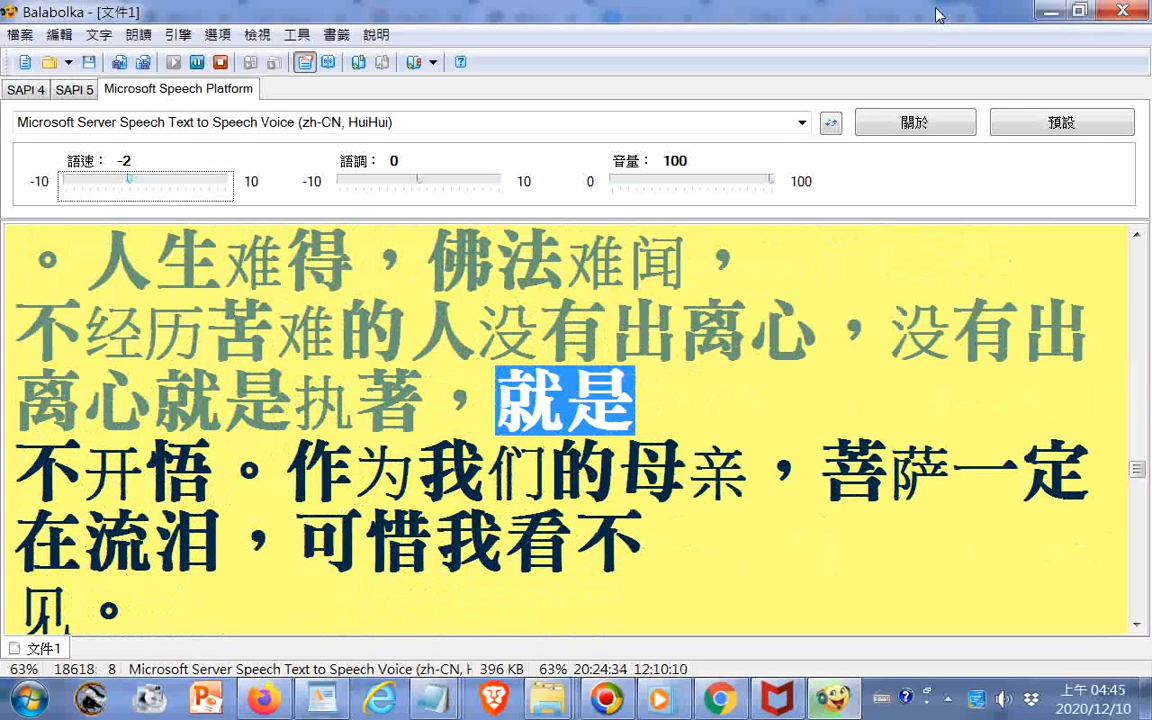 Balabolka - [文件1]
檔案 編輯 文字 朗讀 引擎 選項 檢視 工具 書籤 說明
SAPI 4 SAPI 5 Microsoft Speech Platform
Microsoft Server Speech Text to Speech Voice (zh-CN, HuiHui) 關於 預設
語速： -2 語調： 0 音量： 100
-10 10 -10 10 0 100
。人生难得，佛法难闻，
不经历苦难的人没有出离心，没有出
离心就是执著，就是
不开悟。作为我们的母亲，菩萨一定
在流泪，可惜我看不
见。
文件1
63% 18618: 8 Microsoft Server Speech Text to Speech Voice (zh-CN, H 396 KB 63% 20:24:34 12:10:10
上午 04:45
2020/12/10